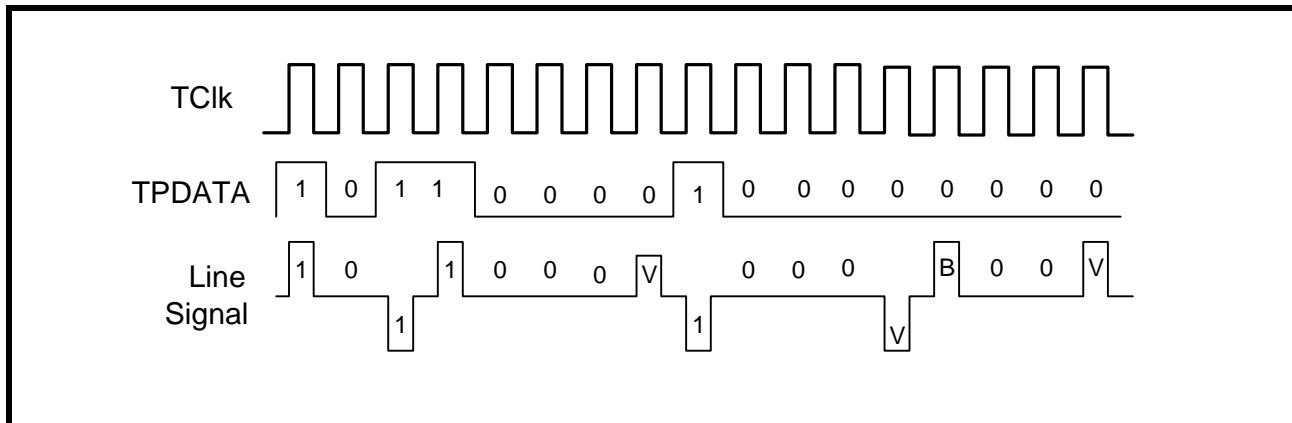 TClk
TPDATA 1 0 1 1 0 0 0 0 1 0 0 0 0 0 0 0 0
Line Signal 1 0 1 1 0 0 0 V 1 0 0 0 V B 0 0 V